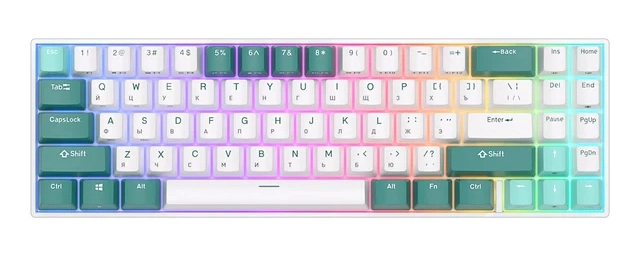 ESC 1! 2@ 3# 4$ 5% 6^ 7& 8* 9( 0) -_ =+ ←Back Ins Home
Tab Q Й W Ц E У R К T Е Y Н U Г I Ш O Щ P З [{ ]} \¦ Del End
CapsLock A Ф S Ы D В F А G П H Р J О K Л L Д ;: '" Enter Pause PgUp
Shift Z Я X Ч C С V М B И N Т M Ь ,< Б .> Ю /? Shift ↑ PgDn
Ctrl Alt Alt Fn Ctrl ← ↓ →